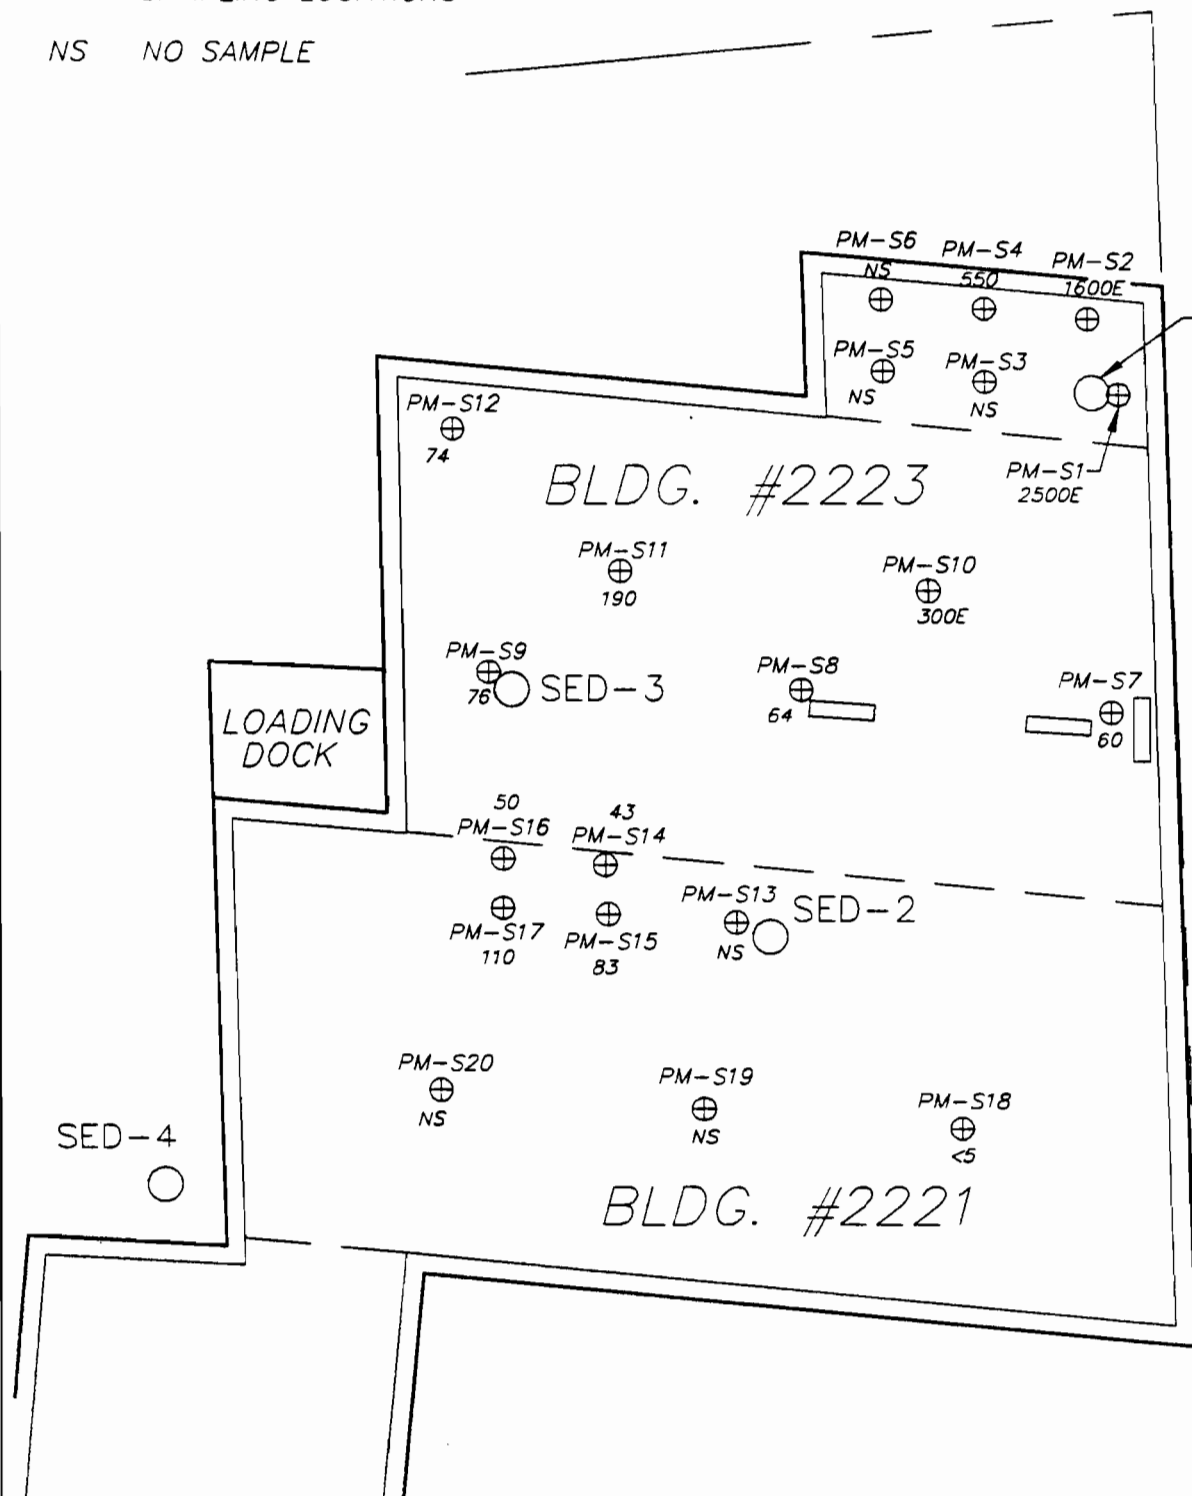 NS NO SAMPLE
PM-S6
NS
PM-S4
550
PM-S2
1600E
PM-S5
NS
PM-S3
NS
PM-S1
2500E
PM-S12
74
BLDG. #2223
PM-S11
190
PM-S10
300E
PM-S9
76
SED-3
PM-S8
64
PM-S7
60
LOADING
DOCK
50
PM-S16
43
PM-S14
PM-S17
110
PM-S15
83
PM-S13
NS
SED-2
PM-S20
NS
PM-S19
NS
PM-S18
<5
SED-4
BLDG. #2221